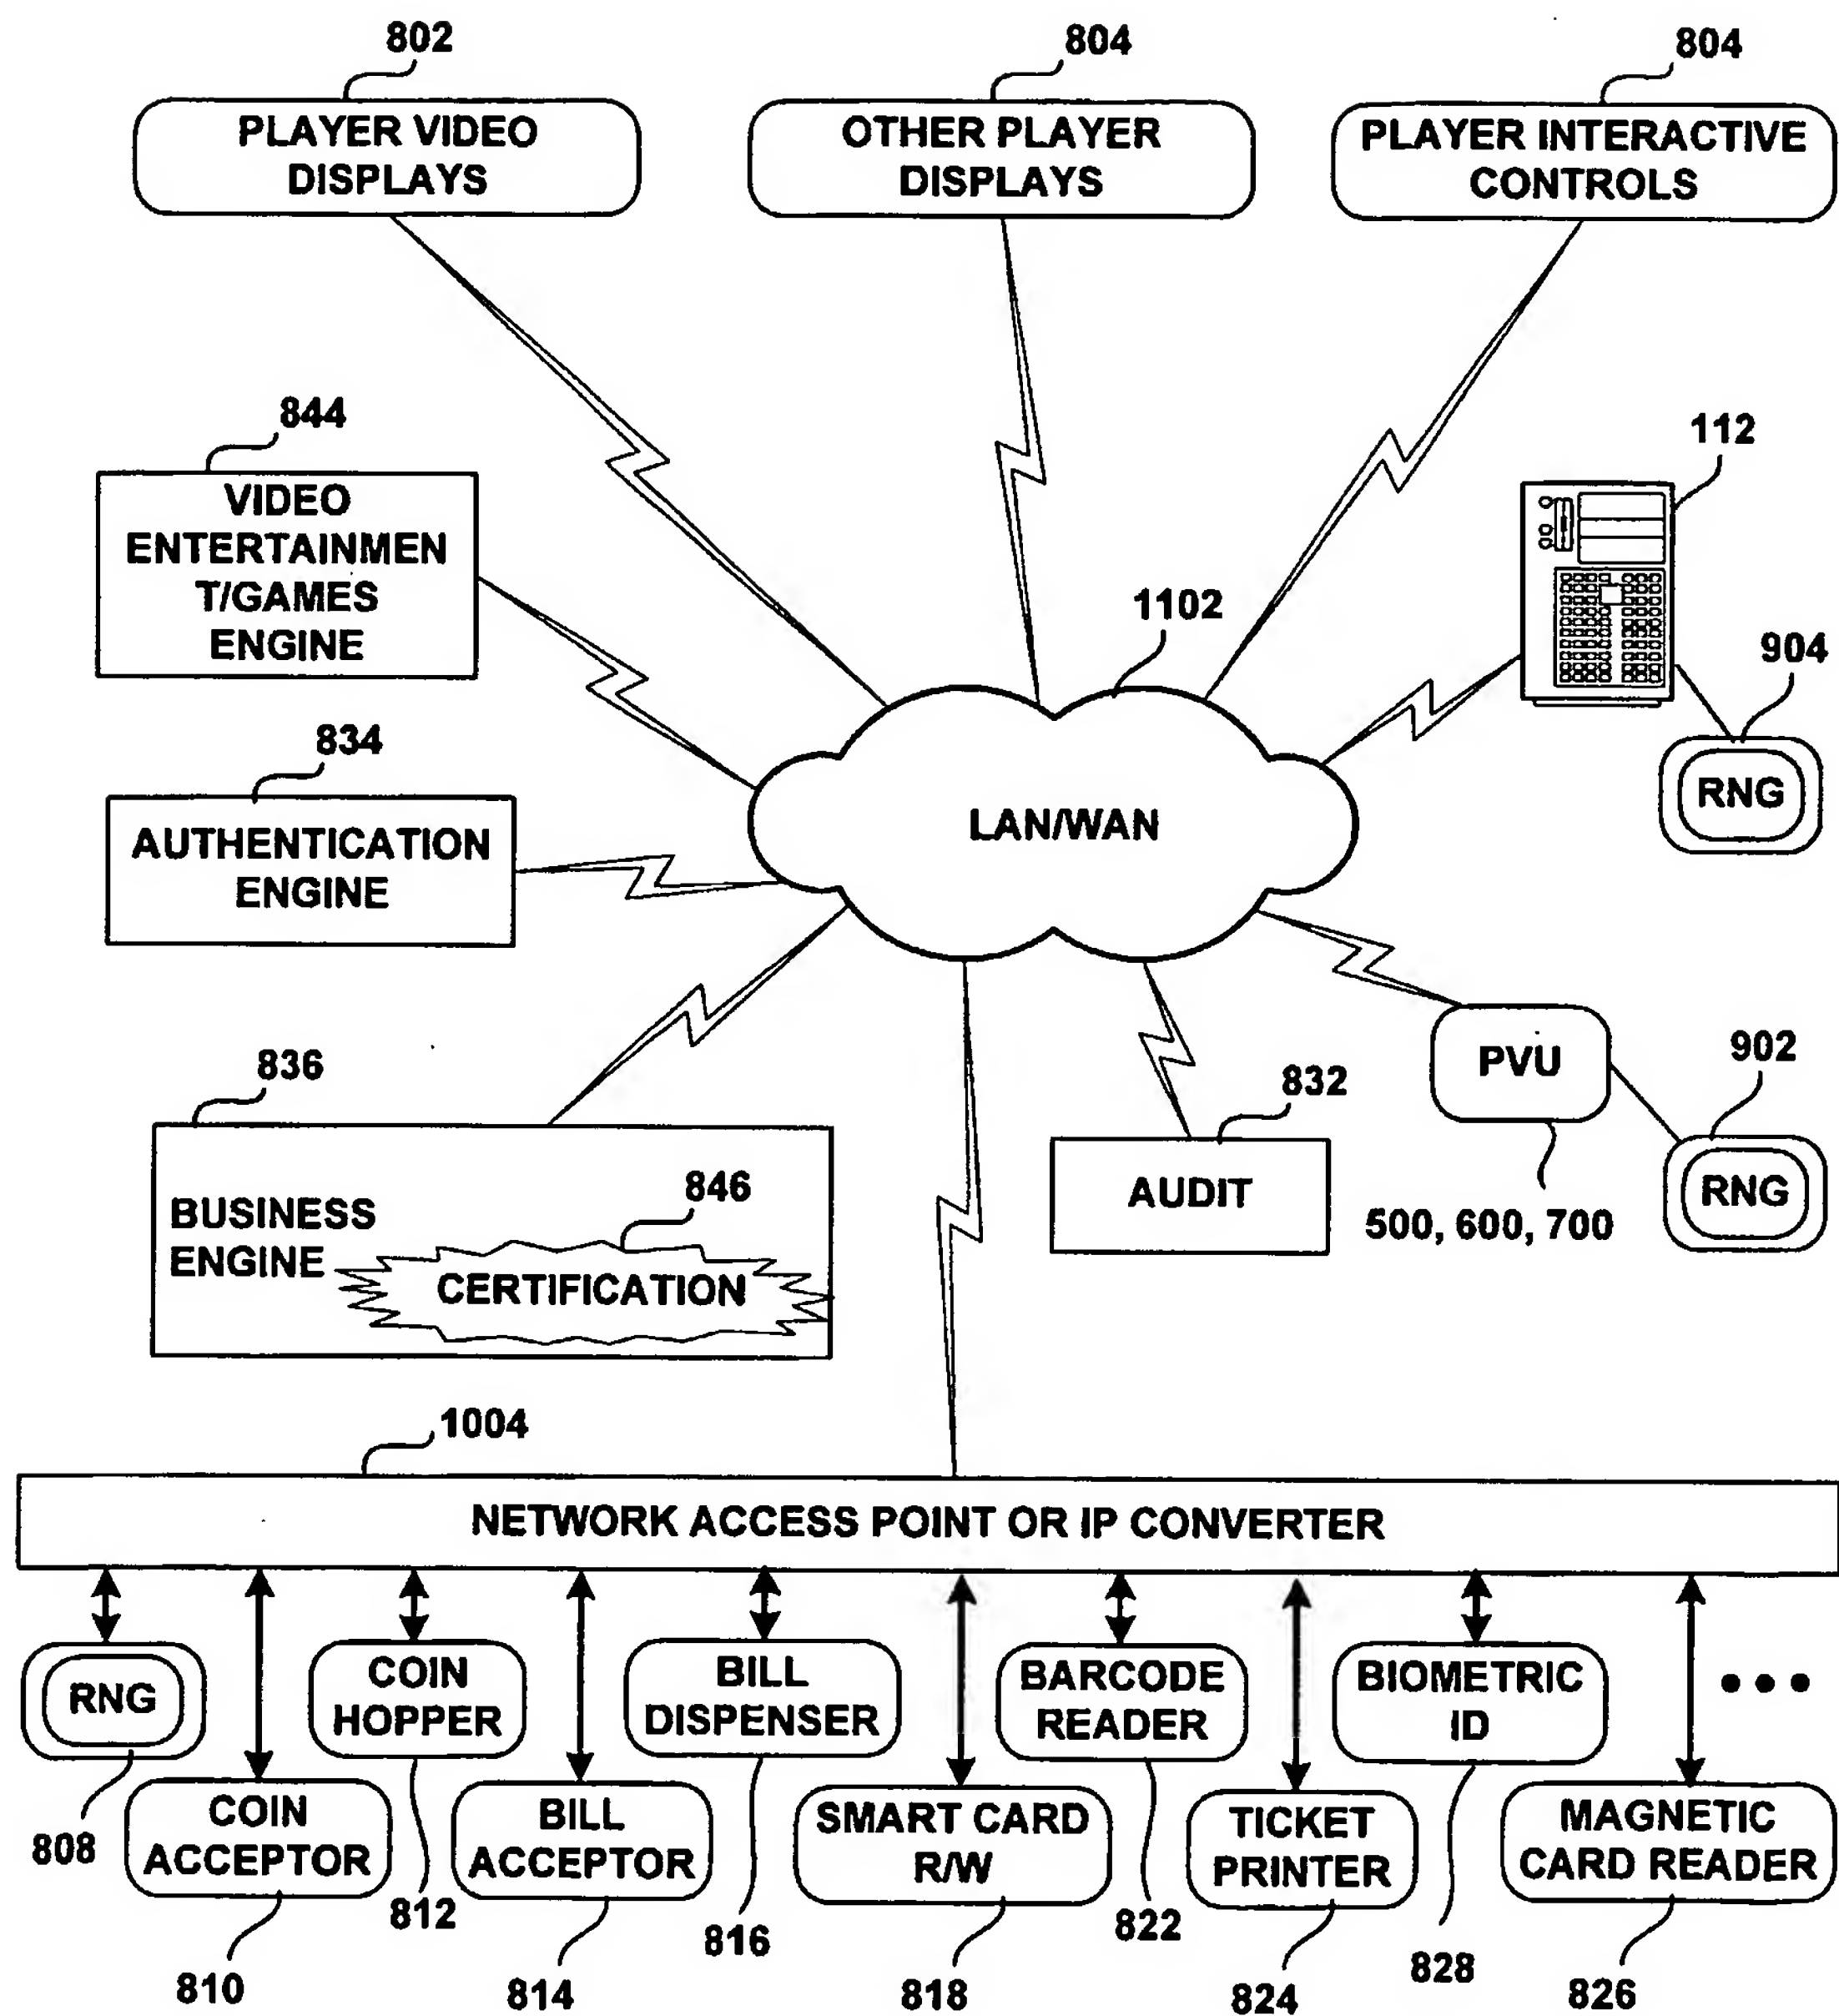 802
804
804
PLAYER VIDEO
DISPLAYS
OTHER PLAYER
DISPLAYS
PLAYER INTERACTIVE
CONTROLS
844
VIDEO
ENTERTAINMEN
T/GAMES
ENGINE
112
1102
904
RNG
834
AUTHENTICATION
ENGINE
LAN/WAN
836
BUSINESS
ENGINE
846
CERTIFICATION
832
AUDIT
PVU
500, 600, 700
902
RNG
1004
NETWORK ACCESS POINT OR IP CONVERTER
RNG
COIN
HOPPER
BILL
DISPENSER
BARCODE
READER
BIOMETRIC
ID
•••
808
COIN
ACCEPTOR
812
BILL
ACCEPTOR
816
SMART CARD
R/W
822
TICKET
PRINTER
828
MAGNETIC
CARD READER
810
814
818
824
826